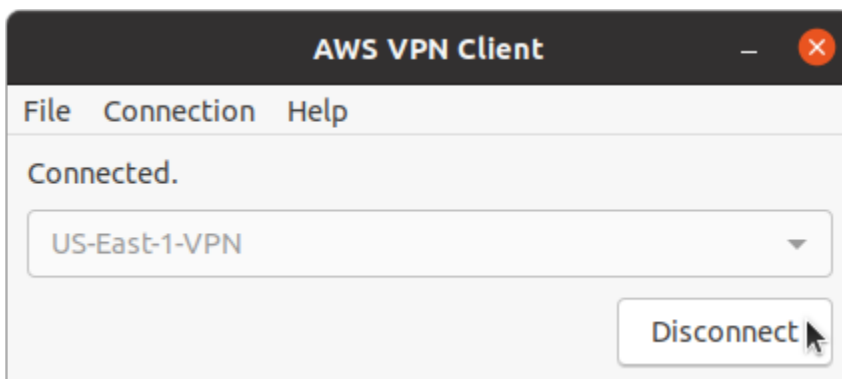 AWS VPN Client
File Connection Help
Connected.
US-East-1-VPN
Disconnect